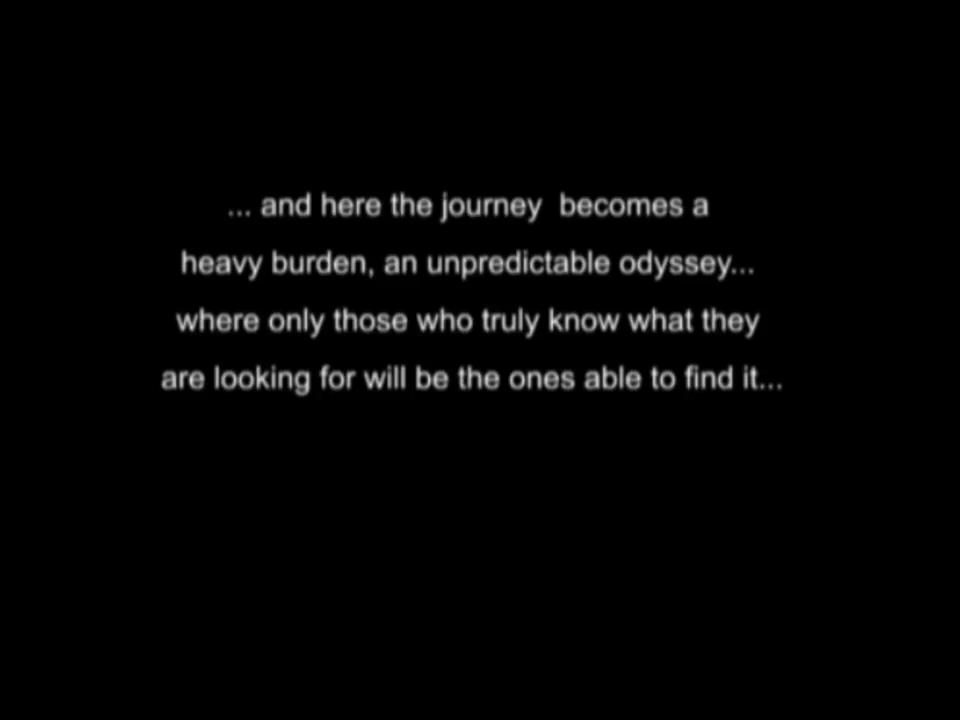 ... and here the journey  becomes a
heavy burden, an unpredictable odyssey...
where only those who truly know what they
are looking for will be the ones able to find it...